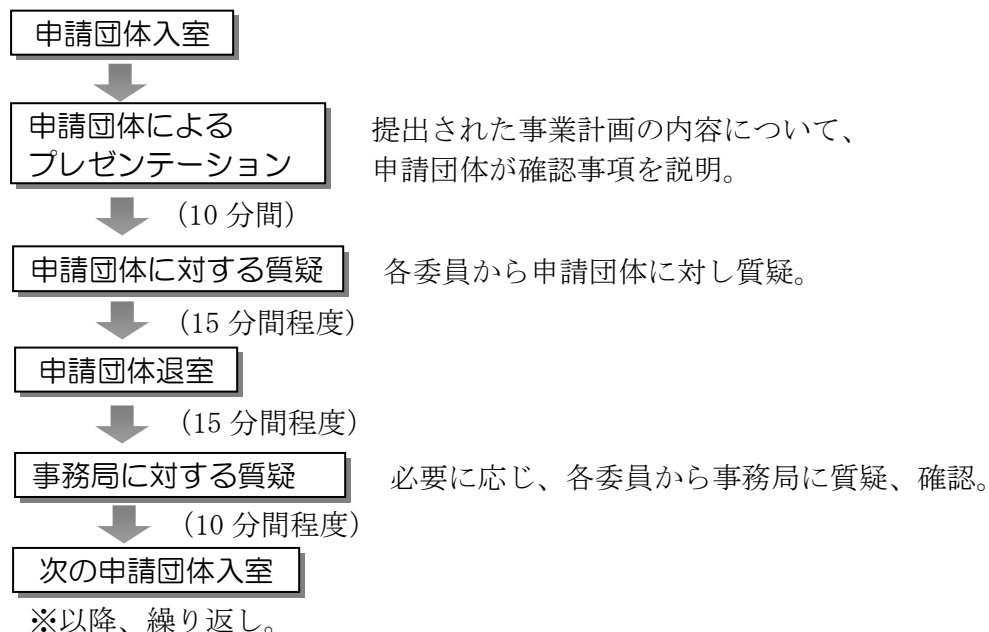 申請団体入室
申請団体による
プレゼンテーション
提出された事業計画の内容について、
申請団体が確認事項を説明。
（10 分間）
申請団体に対する質疑
各委員から申請団体に対し質疑。
（15 分間程度）
申請団体退室
（15 分間程度）
事務局に対する質疑
必要に応じ、各委員から事務局に質疑、確認。
（10 分間程度）
次の申請団体入室
※以降、繰り返し。